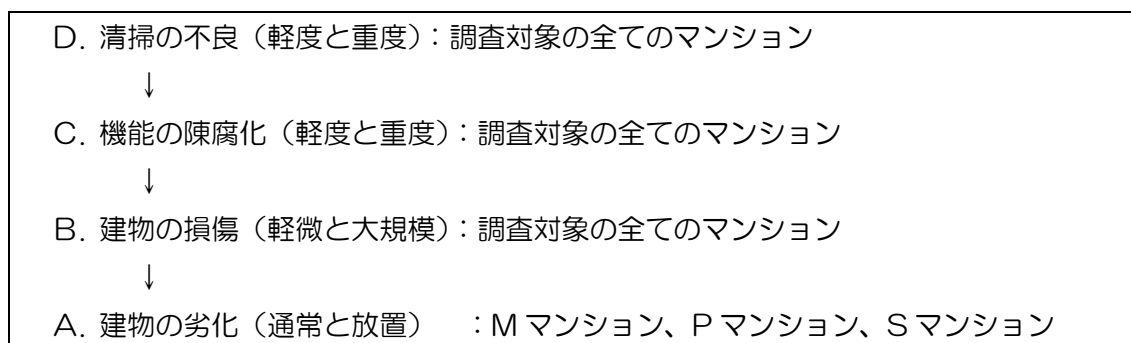 D. 清掃の不良（軽度と重度）：調査対象の全てのマンション
↓
C. 機能の陳腐化（軽度と重度）：調査対象の全てのマンション
↓
B. 建物の損傷（軽微と大規模）：調査対象の全てのマンション
↓
A. 建物の劣化（通常と放置）　：Mマンション、Pマンション、Sマンション